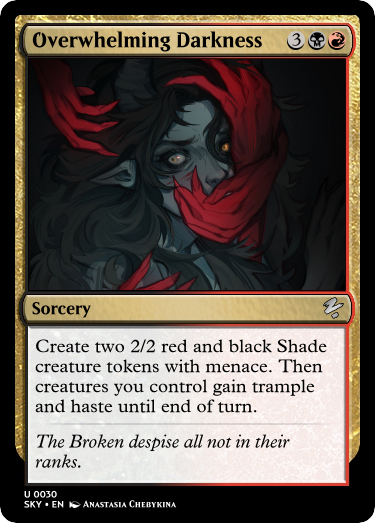 Overwhelming Darkness 3
Sorcery
Create two 2/2 red and black Shade
creature tokens with menace. Then
creatures you control gain trample
and haste until end of turn.
The Broken despise all not in their
ranks.
U 0030
SKY • EN Anastasia Chebykina